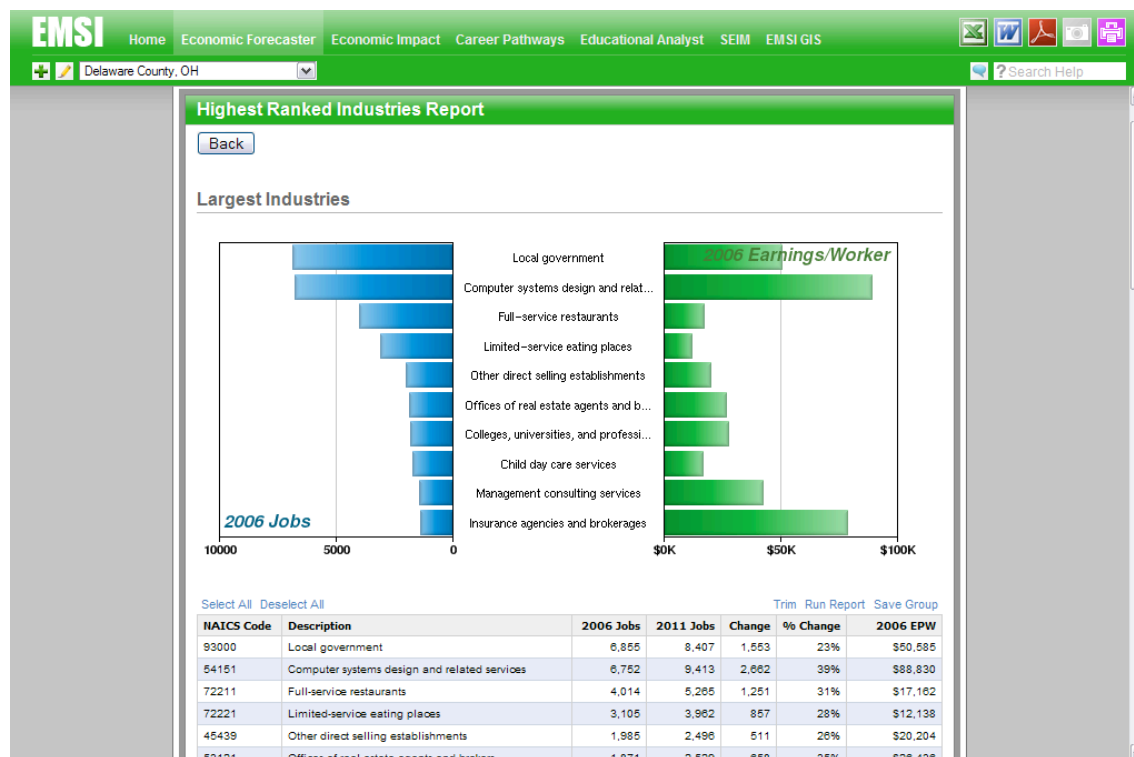 EMSI Home Economic Forecaster Economic Impact Career Pathways Educational Analyst SEIM EMSI GIS
Delaware County, OH ? Search Help
Highest Ranked Industries Report
Back
Largest Industries
2006 Earnings/Worker
Local government
Computer systems design and relat...
Full-service restaurants
Limited-service eating places
Other direct selling establishments
Offices of real estate agents and b...
Colleges, universities, and professi...
Child day care services
Management consulting services
2006 Jobs Insurance agencies and brokerages
10000 5000 0 $0K $50K $100K
Select All Deselect All Trim Run Report Save Group
NAICS Code Description 2006 Jobs 2011 Jobs Change % Change 2006 EPW
93000 Local government 6,855 8,407 1,553 23% $50,585
54151 Computer systems design and related services 6,752 9,413 2,662 39% $88,830
72211 Full-service restaurants 4,014 5,265 1,251 31% $17,162
72221 Limited-service eating places 3,105 3,962 857 28% $12,138
45439 Other direct selling establishments 1,985 2,496 511 26% $20,204
Offices of real estate agents and brokers